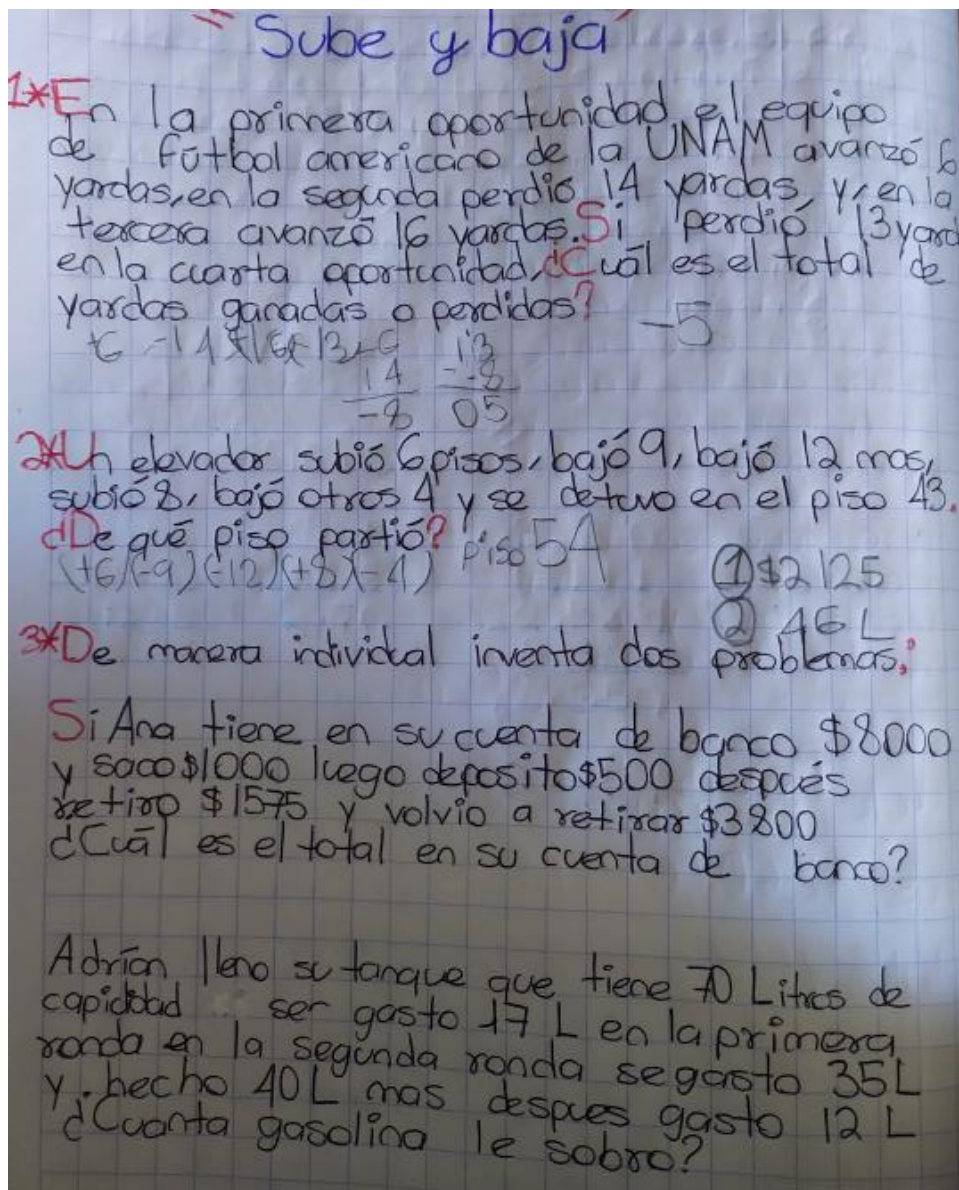 "Sube y baja"
1*En la primera oportunidad, el equipo
de fútbol americano de la UNAM avanzó 6
yardas, en la segunda perdio 14 yardas, y, en la
tercera avanzó 16 yardas. Si perdió 13 yard
en la cuarta oportunidad, ¿Cuál es el total de
yardas ganadas o perdidas?
-5
+6 -14 +16 -13
14 -8
-8 05
2*Un elevador subió 6 pisos, bajó 9, bajó 12 mas,
subió 8, bajó otros 4 y se detuvo en el piso 43.
¿De qué piso partió? piso 54
(+6)(-9)(-12)(+8)(-4)
① $2125
② 46 L
3*De manera individual inventa dos problemas,
Si Ana tiene en su cuenta de banco $8000
y saco $1000 luego deposito $500 después
retiro $1575 y volvio a retirar $3800
¿Cuál es el total en su cuenta de banco?
Adrían lleno su tanque que tiene 70 Litros de
capicidad ser gasto 17 L en la primera
ronda en la segunda ronda se gasto 35L
y hecho 40 L mas despues gasto 12 L
¿Cuanta gasolina le sobro?